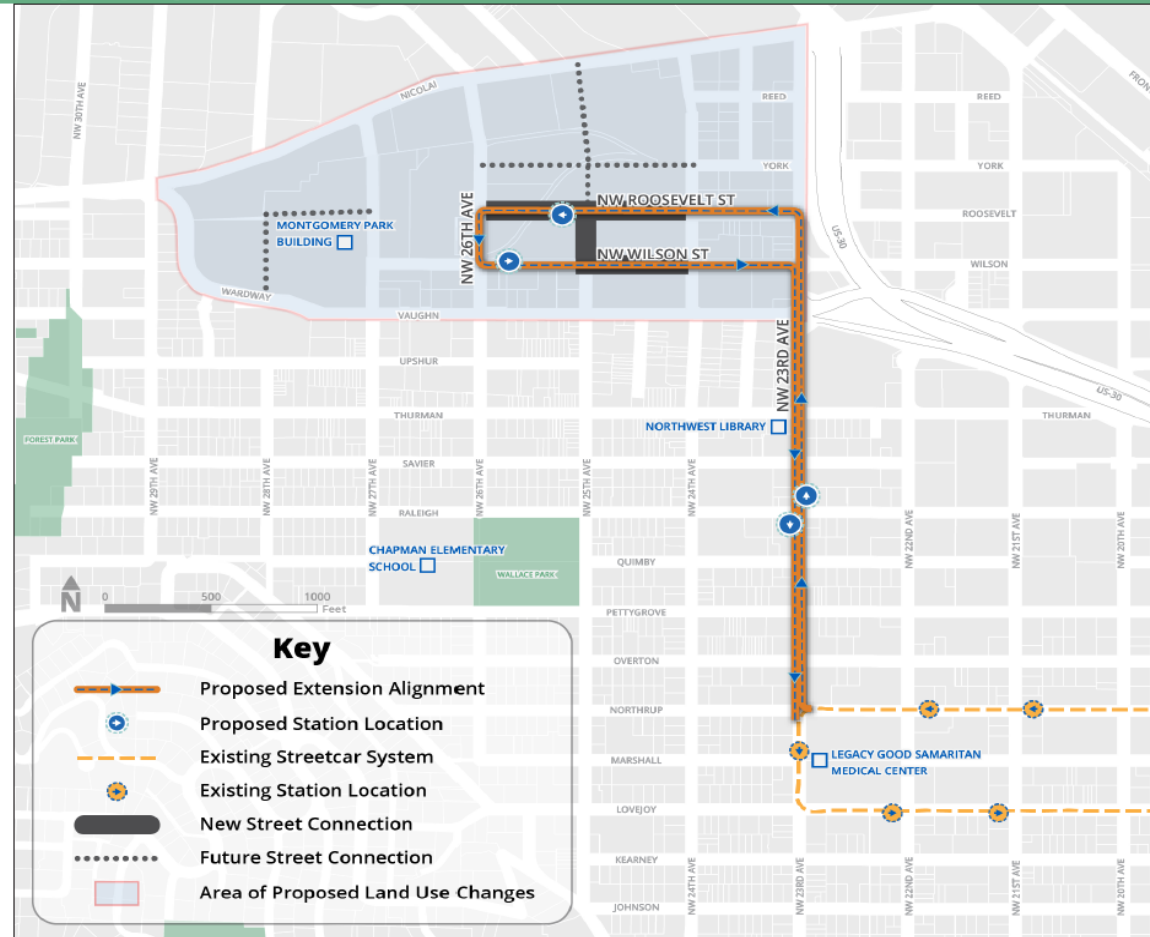 NW 30TH AVE
NICOLAI
REED
REED
YORK
YORK
NW ROOSEVELT ST
ROOSEVELT
MONTGOMERY PARK
BUILDING
NW 26TH AVE
NW WILSON ST
WILSON
US-30
WARDWAY
VAUGHN
NW 23RD AVE
UPSHUR
US-30
THURMAN
THURMAN
NORTHWEST LIBRARY
FOREST PARK
SAVIER
NW 29TH AVE
NW 28TH AVE
NW 27TH AVE
NW 26TH AVE
NW 25TH AVE
NW 24TH AVE
RALEIGH
NW 22ND AVE
NW 21ST AVE
NW 20TH AVE
CHAPMAN ELEMENTARY
SCHOOL
WALLACE PARK
QUIMBY
N
0 500 1000
Feet
PETTYGROVE
Key
Proposed Extension Alignment
Proposed Station Location
Existing Streetcar System
Existing Station Location
New Street Connection
Future Street Connection
Area of Proposed Land Use Changes
OVERTON
NORTHRUP
MARSHALL
LEGACY GOOD SAMARITAN
MEDICAL CENTER
LOVEJOY
KEARNEY
NW 24TH AVE
NW 23RD AVE
NW 22ND AVE
NW 21ST AVE
NW 20TH AVE
JOHNSON